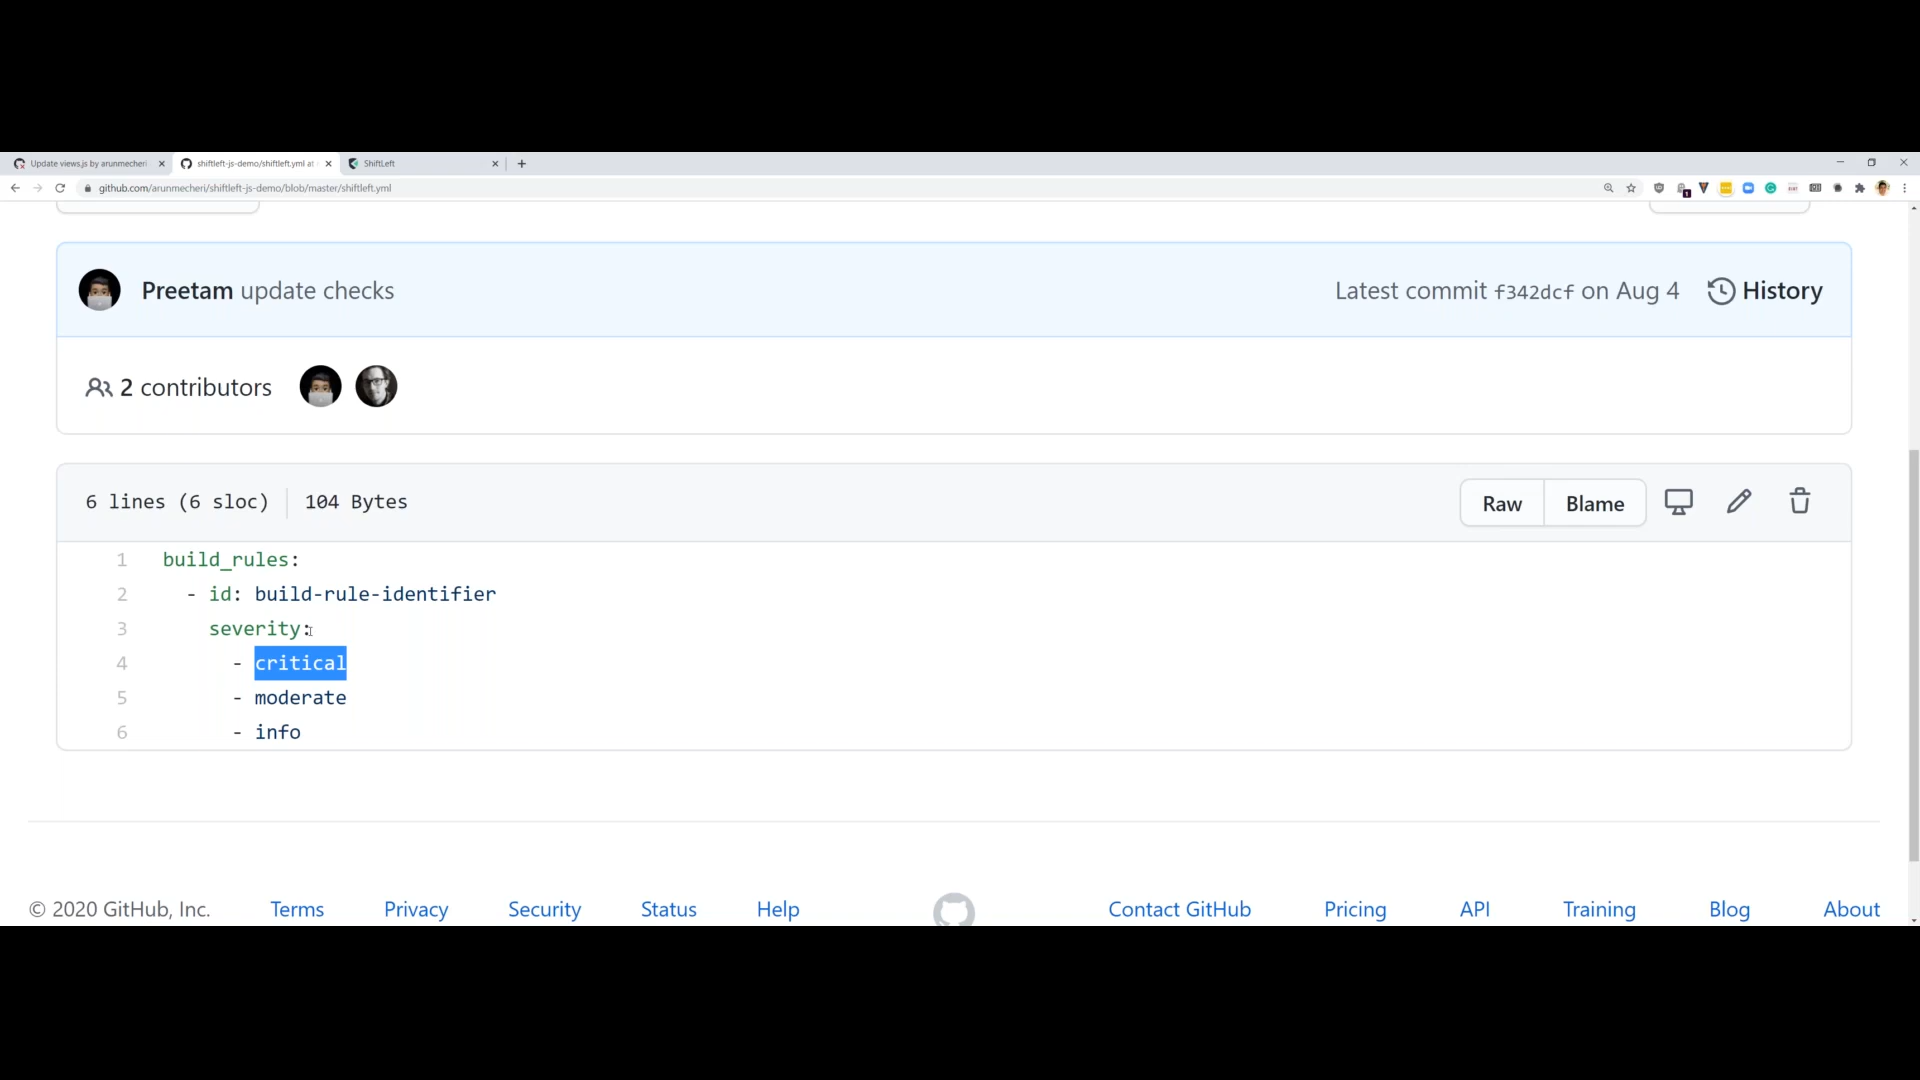 Update views.js by arunmecheri
shiftleft-js-demo/shiftleft.yml at
ShiftLeft
github.com/arunmecheri/shiftleft-js-demo/blob/master/shiftleft.yml
Preetam update checks
Latest commit f342dcf on Aug 4
History
2 contributors
6 lines (6 sloc)
104 Bytes
Raw
Blame
1 build_rules:
2 - id: build-rule-identifier
3 severity:
4 - critical
5 - moderate
6 - info
© 2020 GitHub, Inc.
Terms
Privacy
Security
Status
Help
Contact GitHub
Pricing
API
Training
Blog
About